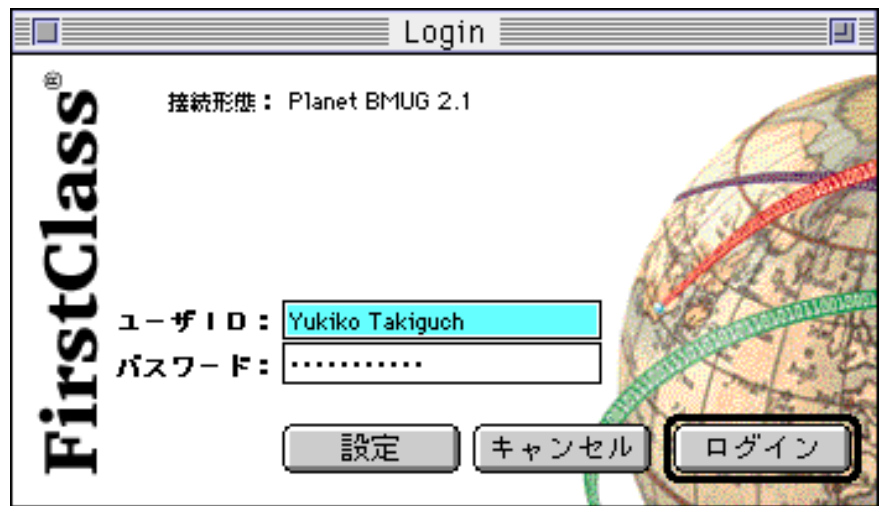 Login
FirstClass®
接続形態： Planet BMUG 2.1
ユーザID： Yukiko Takiguch
パスワード： ···········
設定 キャンセル ログイン